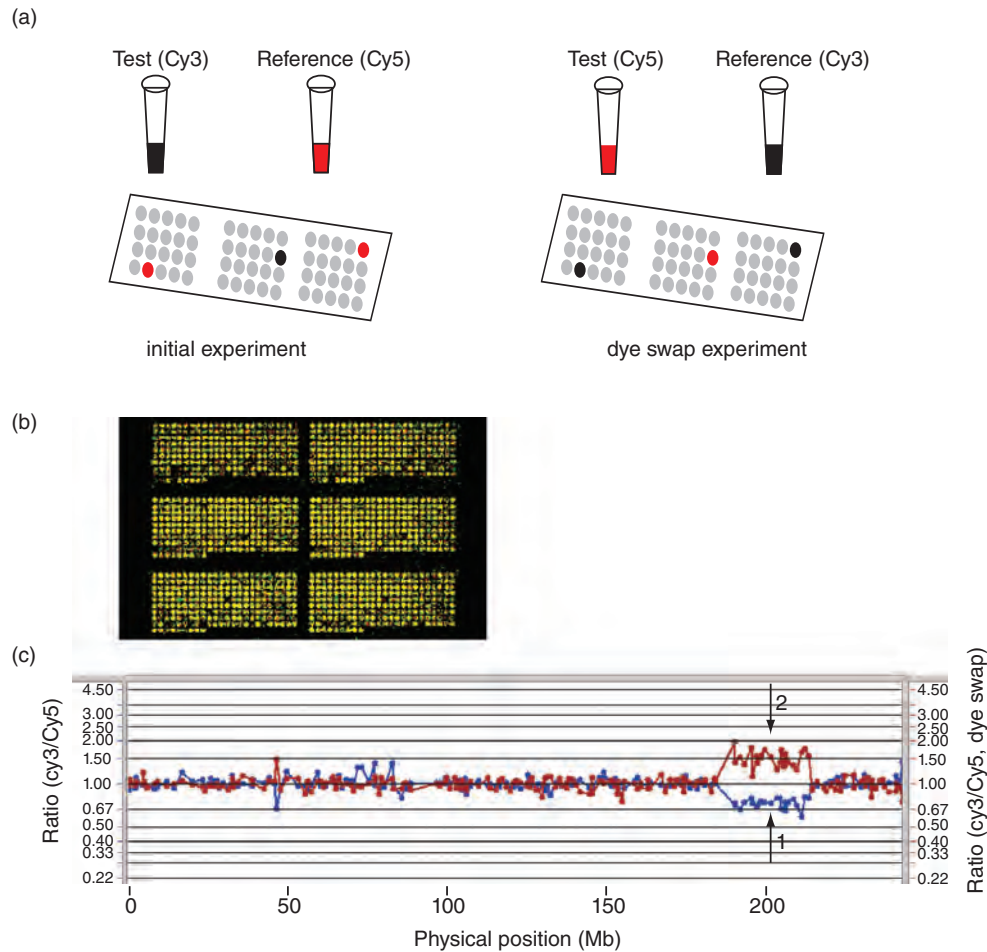 (a)
Test (Cy3) Reference (Cy5) Test (Cy5) Reference (Cy3)
initial experiment dye swap experiment
(b)
(c)
Ratio (cy3/Cy5)
4.50
3.00
2.50
2.00
1.50
1.00
0.67
0.50
0.40
0.33
0.22
2
1
4.50
3.00
2.50
2.00
1.50
1.00
0.67
0.50
0.40
0.33
0.22
Ratio (cy3/Cy5, dye swap)
0 50 100 150 200
Physical position (Mb)